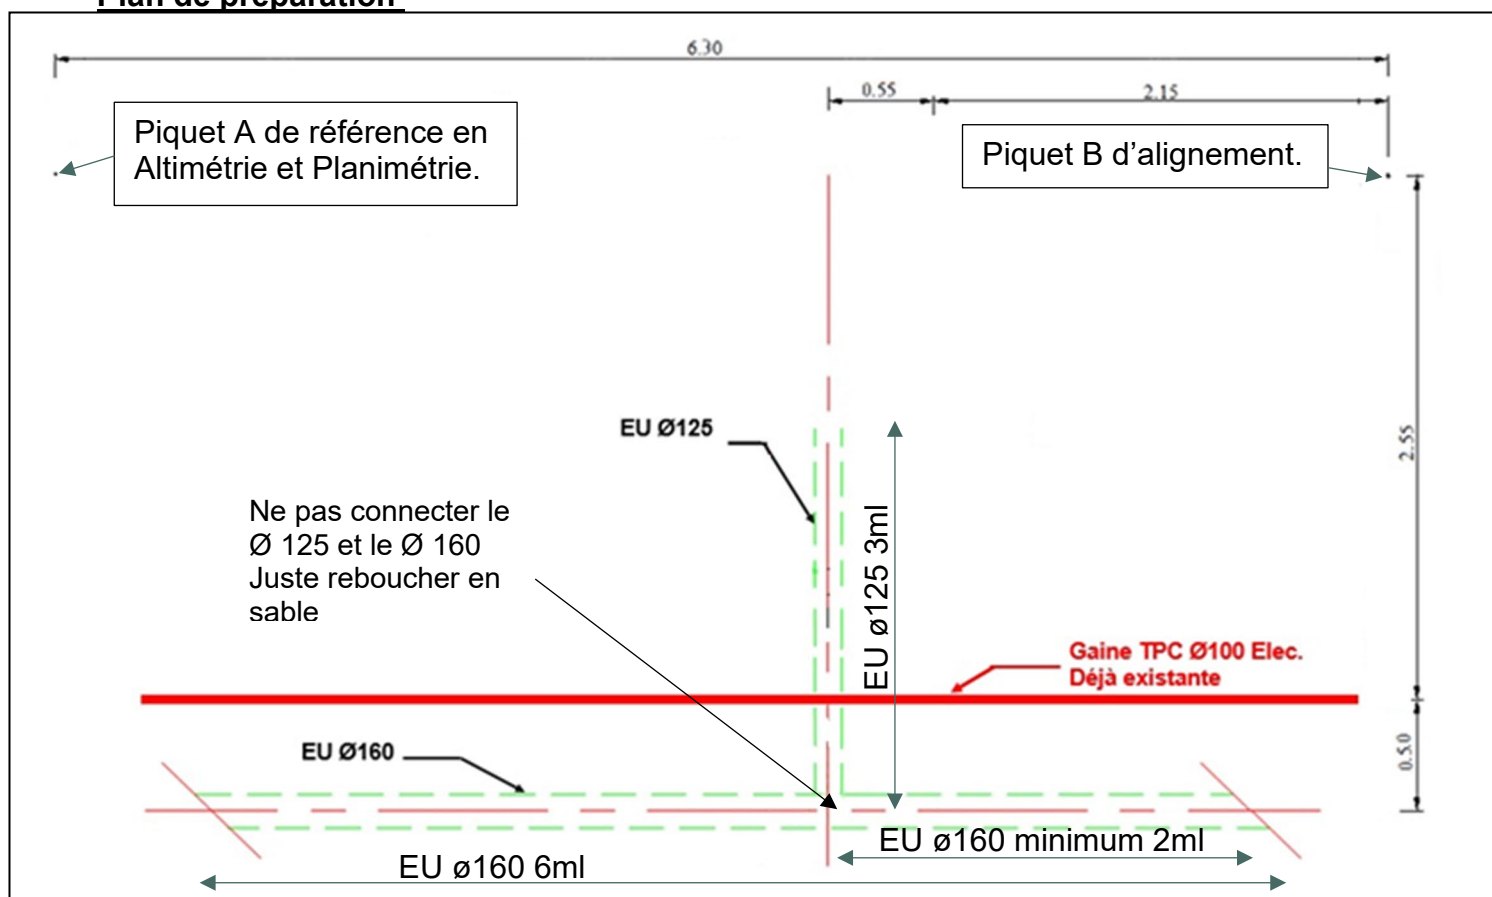 Plan de préparation
6.30
0.55
2.15
Piquet A de référence en
Altimétrie et Planimétrie.
Piquet B d'alignement.
EU Ø125
2.55
Ne pas connecter le
Ø 125 et le Ø 160
Juste reboucher en
sable
EU ø125 3ml
Gaine TPC Ø100 Elec.
Déjà existante
EU Ø160
0.50
EU ø160 minimum 2ml
EU ø160 6ml